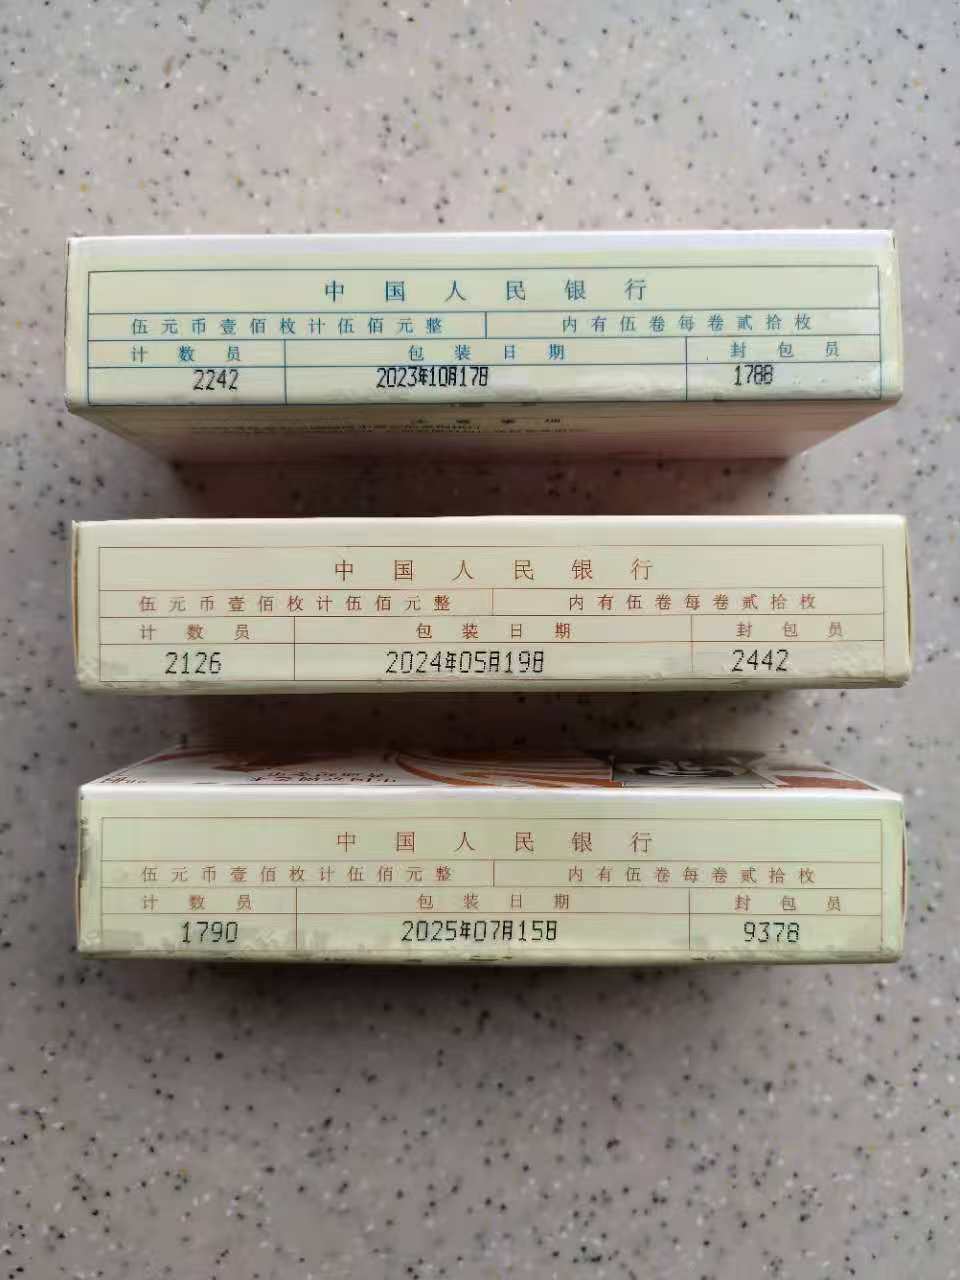 中国人民银行
伍元币壹佰枚计伍佰元整 内有伍卷每卷贰拾枚
计数员 包装日期 封包员
2242 2023年10月17日 1788
中国人民银行
伍元币壹佰枚计伍佰元整 内有伍卷每卷贰拾枚
计数员 包装日期 封包员
2126 2024年05月19日 2442
中国人民银行
伍元币壹佰枚计伍佰元整 内有伍卷每卷贰拾枚
计数员 包装日期 封包员
1790 2025年07月15日 9378